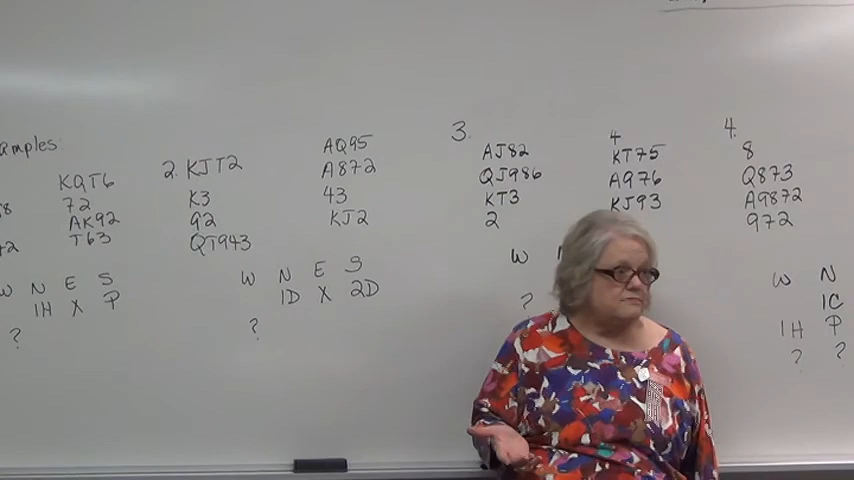 amples:
KQT6
72
AK92
T63
N E S
1H X P
?
2. KJT2
K3
92
QT943
AQ95
A872
43
KJ2
W N E S
1D X 2D
?
3.
AJ82
QJ986
KT3
2
4
KT75
A976
KJ93
W
?
4.
8
Q873
A9872
972
W N
1C
1H P
? ?